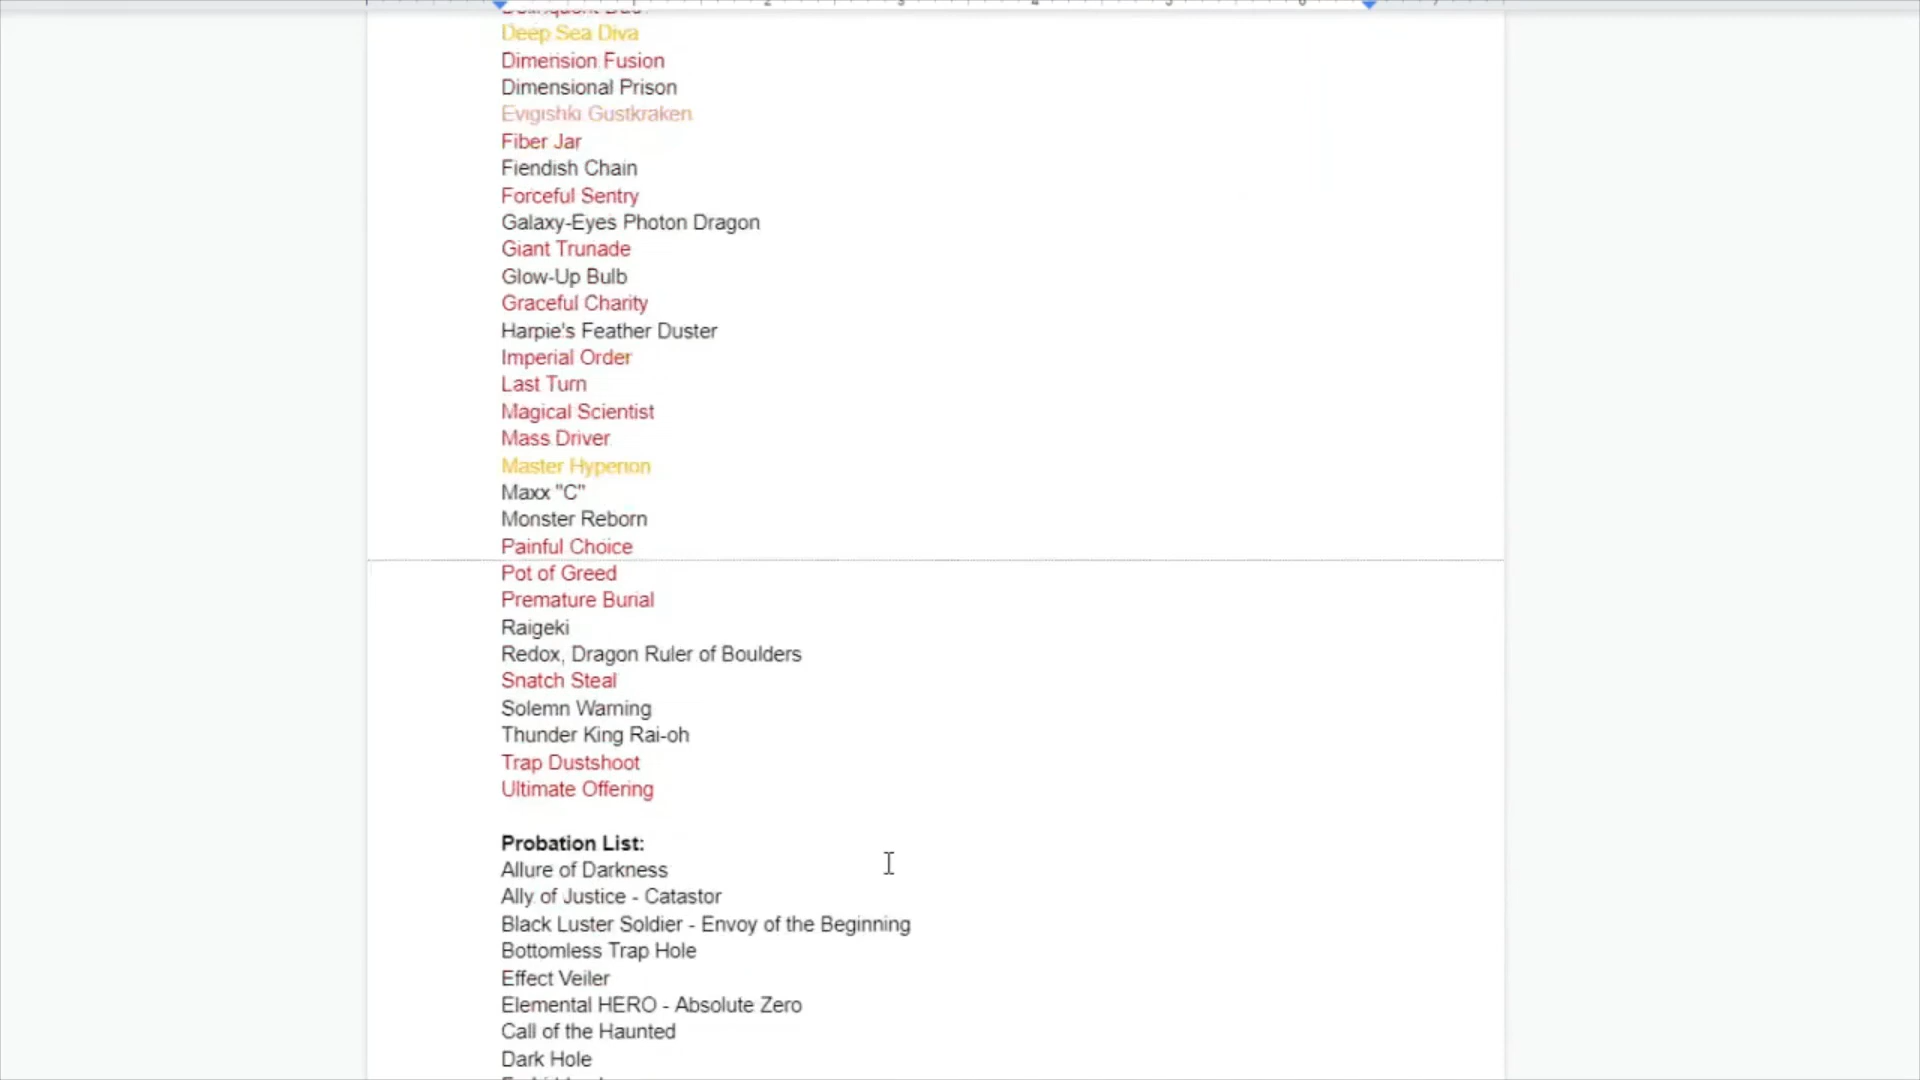 Deep Sea Diva
Dimension Fusion
Dimensional Prison
Evigishki Gustkraken
Fiber Jar
Fiendish Chain
Forceful Sentry
Galaxy-Eyes Photon Dragon
Giant Trunade
Glow-Up Bulb
Graceful Charity
Harpie's Feather Duster
Imperial Order
Last Turn
Magical Scientist
Mass Driver
Master Hyperion
Maxx "C"
Monster Reborn
Painful Choice
Pot of Greed
Premature Burial
Raigeki
Redox, Dragon Ruler of Boulders
Snatch Steal
Solemn Warning
Thunder King Rai-oh
Trap Dustshoot
Ultimate Offering
Probation List:
Allure of Darkness
Ally of Justice - Catastor
Black Luster Soldier - Envoy of the Beginning
Bottomless Trap Hole
Effect Veiler
Elemental HERO - Absolute Zero
Call of the Haunted
Dark Hole